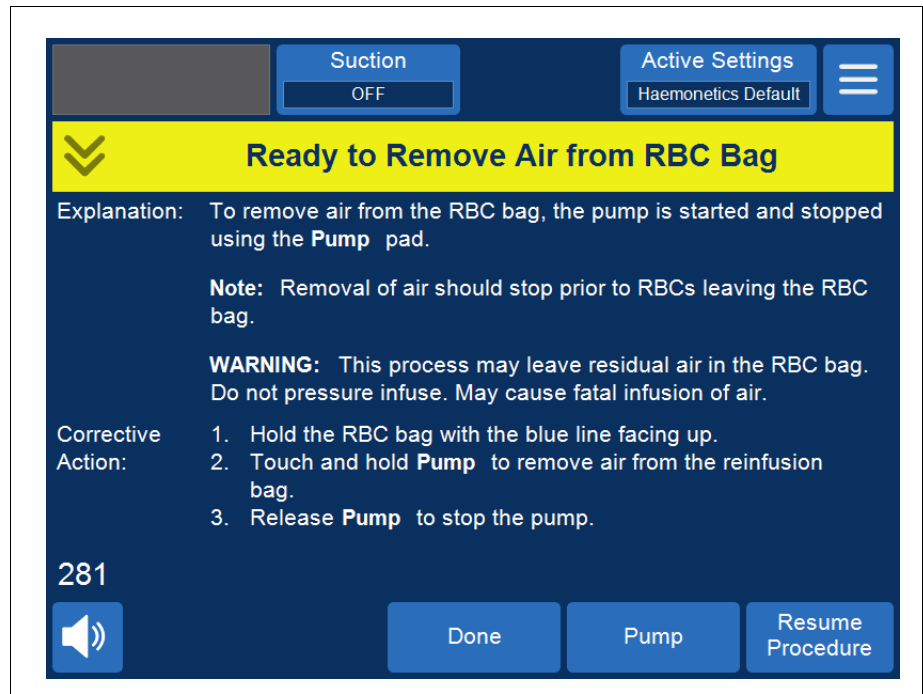 Suction
OFF
Active Settings
Haemonetics Default
Ready to Remove Air from RBC Bag
Explanation:
To remove air from the RBC bag, the pump is started and stopped
using the Pump pad.
Note: Removal of air should stop prior to RBCs leaving the RBC
bag.
WARNING: This process may leave residual air in the RBC bag.
Do not pressure infuse. May cause fatal infusion of air.
Corrective
Action:
1. Hold the RBC bag with the blue line facing up.
2. Touch and hold Pump to remove air from the reinfusion
bag.
3. Release Pump to stop the pump.
281
Done
Pump
Resume
Procedure